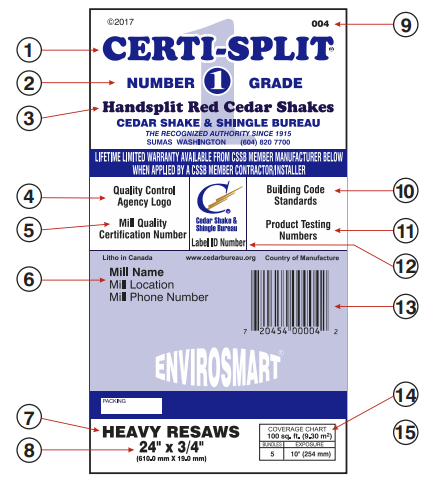 ©2017
004
9
1
CERTI-SPLIT®
2
NUMBER 1 GRADE
3
Handsplit Red Cedar Shakes
CEDAR SHAKE & SHINGLE BUREAU
THE RECOGNIZED AUTHORITY SINCE 1915
SUMAS WASHINGTON (604) 820 7700
LIFETIME LIMITED WARRANTY AVAILABLE FROM CSSB MEMBER MANUFACTURER BELOW
WHEN APPLIED BY A CSSB MEMBER CONTRACTOR/INSTALLER
4
Quality Control
Agency Logo
5
Mill Quality
Certification Number
C®
Cedar Shake &
Shingle Bureau
Label ID Number
Building Code
Standards
10
Product Testing
Numbers
11
12
Litho in Canada
www.cedarbureau.org
Country of Manufacture
6
Mill Name
Mill Location
Mill Phone Number
7 20454 00004 2
13
ENVIROSMART®
PACKING
7
HEAVY RESAWS
8
24" x 3/4"
(610.0 mm X 19.0 mm)
14
COVERAGE CHART
100 sq. ft. (9.30 m²)
BUNDLES EXPOSURE
5 10" (254 mm)
15